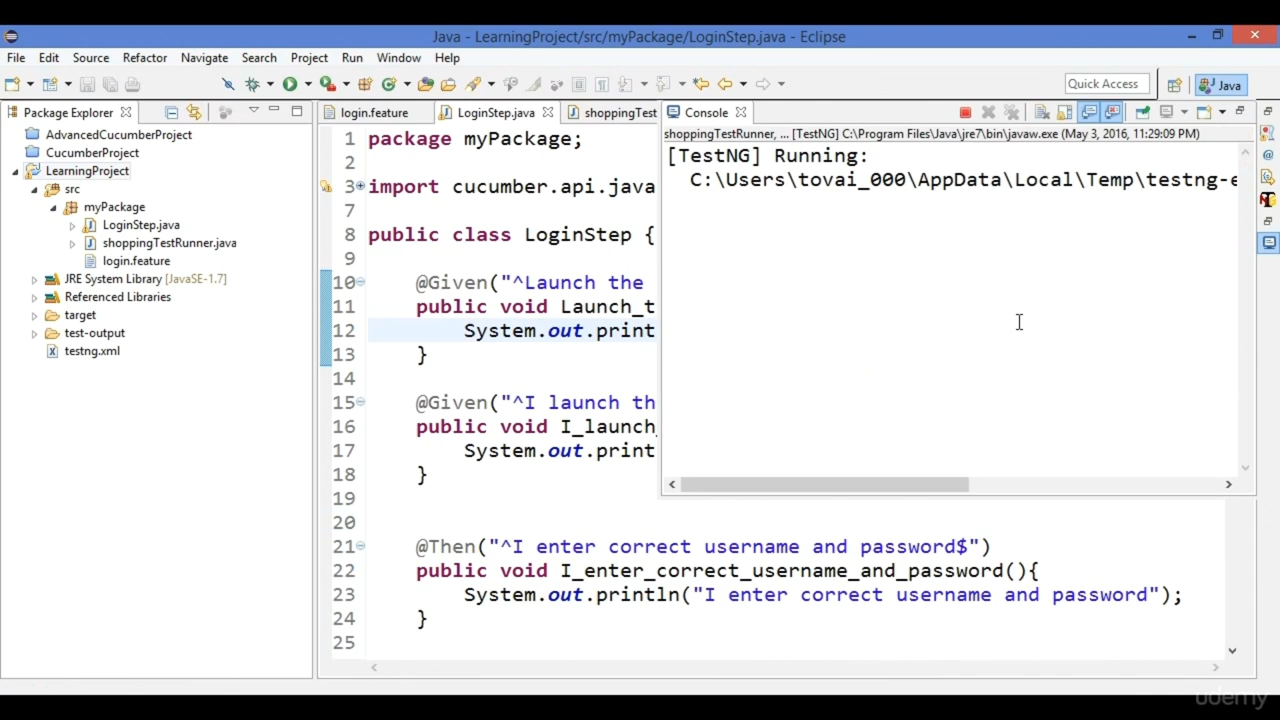 Java - LearningProject/src/myPackage/LoginStep.java - Eclipse
File Edit Source Refactor Navigate Search Project Run Window Help
Quick Access Java
Package Explorer
AdvancedCucumberProject
CucumberProject
LearningProject
src
myPackage
LoginStep.java
shoppingTestRunner.java
login.feature
JRE System Library [JavaSE-1.7]
Referenced Libraries
target
test-output
testng.xml
login.feature LoginStep.java shoppingTest
1 package myPackage;
2
3 import cucumber.api.java
7
8 public class LoginStep {
9
10 @Given("^Launch the
11 public void Launch_t
12 System.out.print
13 }
14
15 @Given("^I launch th
16 public void I_launch_
17 System.out.print
18 }
19
20
21 @Then("^I enter correct username and password$")
22 public void I_enter_correct_username_and_password(){
23 System.out.println("I enter correct username and password");
24 }
25
Console
shoppingTestRunner, ... [TestNG] C:\Program Files\Java\jre7\bin\javaw.exe (May 3, 2016, 11:29:09 PM)
[TestNG] Running:
C:\Users\tovai_000\AppData\Local\Temp\testng-e
udemy